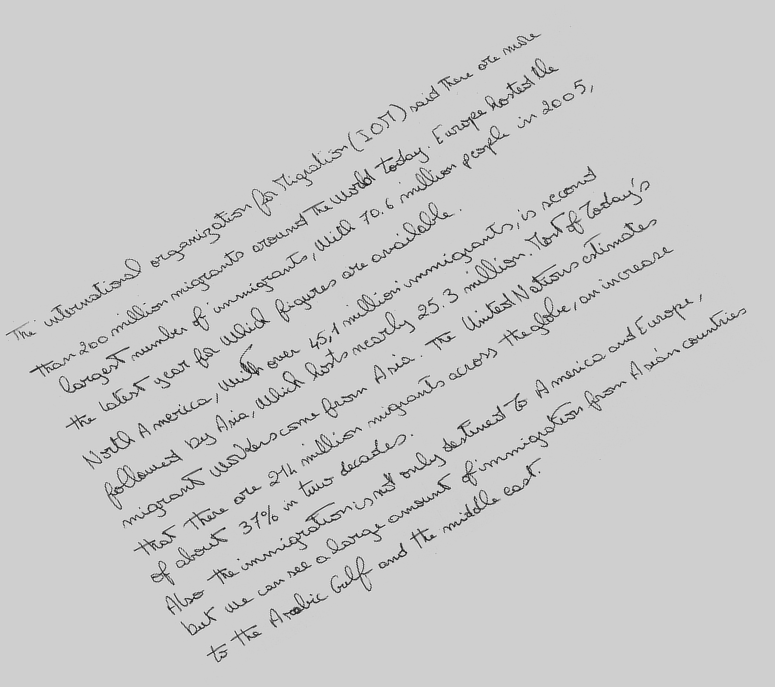 The international organization for Migration (IOM) said There are more
Than 200 million migrants around The World today. Europe hosted the
largest number of immigrants, With 70.6 million people in 2005,
the latest year for Which figures are available.
North America, With over 45,1 million immigrants, is second
followed by Asia, Which hosts nearly 25.3 million. Most of Today's
migrant workers come from Asia. The United Nations estimates
that There are 214 million migrants across the globe, an increase
of about 37% in two decades.
Also the immigration is not only destined To America and Europe,
but we can see a large amount of immigration from Asian countries
to the Arabic Gulf and the middle east.